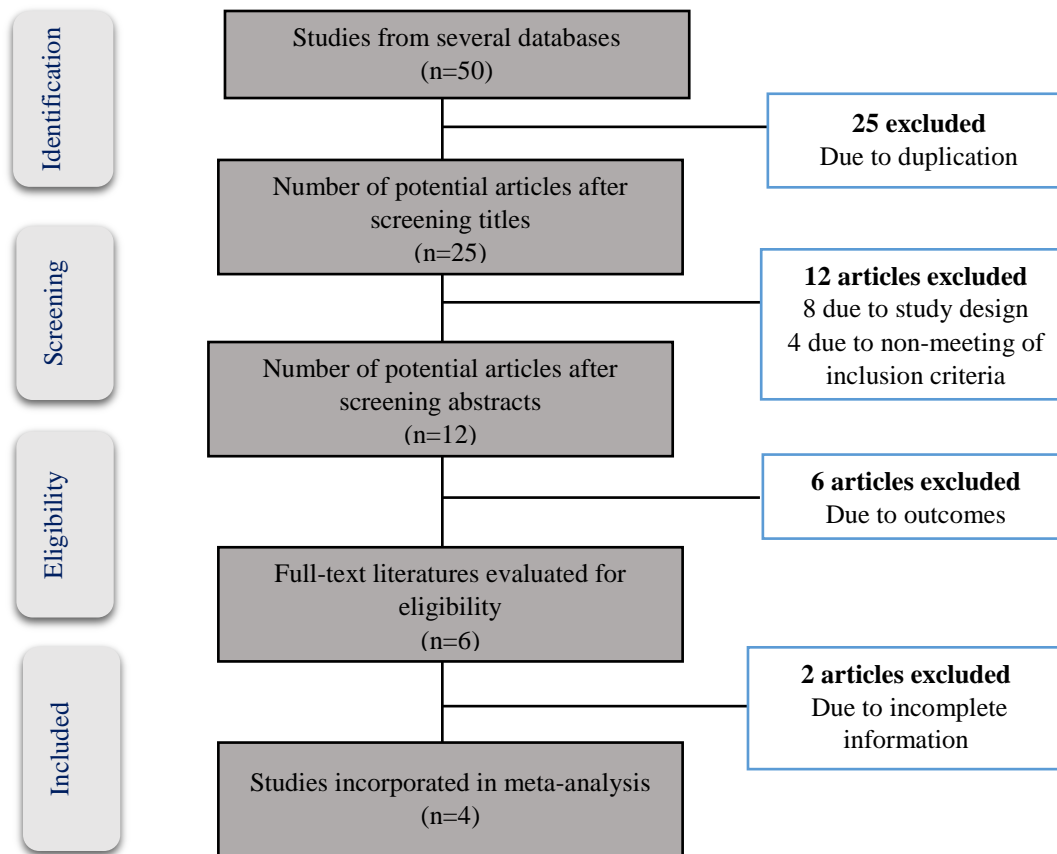 Identification
Studies from several databases
(n=50)
25 excluded
Due to duplication
Number of potential articles after
screening titles
(n=25)
Screening
12 articles excluded
8 due to study design
4 due to non-meeting of
inclusion criteria
Number of potential articles after
screening abstracts
(n=12)
Eligibility
6 articles excluded
Due to outcomes
Full-text literatures evaluated for
eligibility
(n=6)
Included
2 articles excluded
Due to incomplete
information
Studies incorporated in meta-analysis
(n=4)